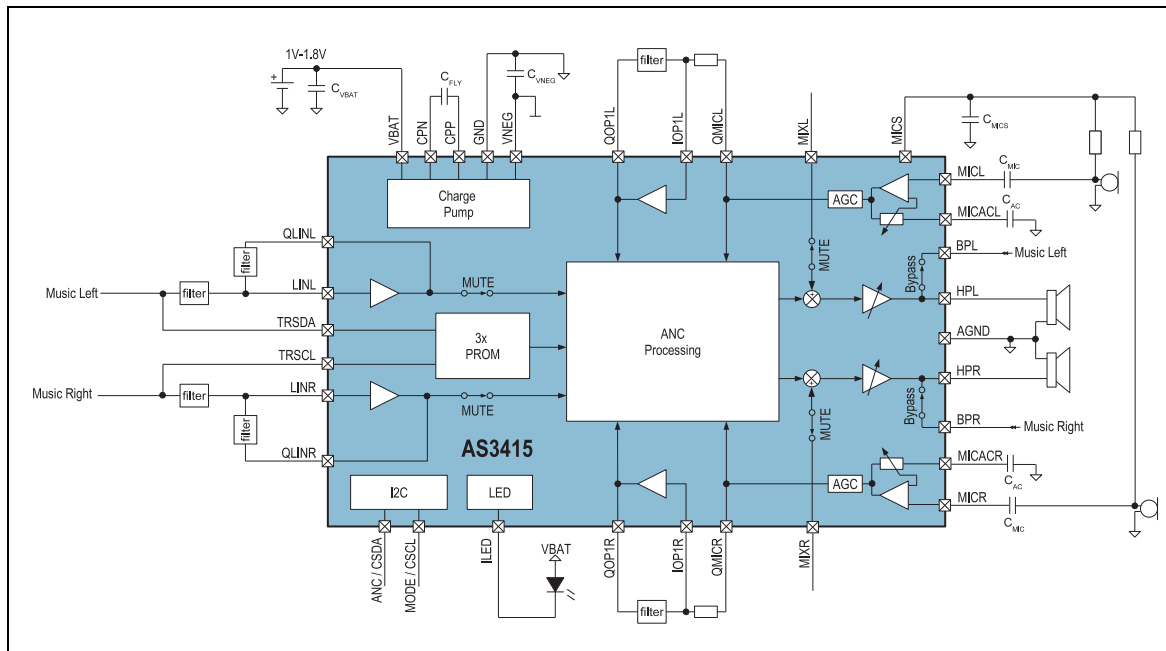 1V-1.8V
+
CVBAT
CFLY
CVNEG
filter
CMICS
VBAT
CPN
CPP
GND
VNEG
QOP1L
IOP1L
QMICL
MIXL
MICS
Charge
Pump
AGC
MICL
CMIC
MICACL
CAC
QLINL
filter
MUTE
BPL
Music Left
Bypass
Music Left
filter
LINL
MUTE
HPL
TRSDA
3x
PROM
ANC
Processing
AGND
TRSCL
Music Right
filter
LINR
HPR
MUTE
filter
MUTE
Bypass
BPR
Music Right
QLINR
AS3415
MICACR
CAC
AGC
I2C
LED
MICR
CMIC
ANC / CSDA
MODE / CSCL
ILED
VBAT
QOP1R
IOP1R
QMICR
MIXR
filter